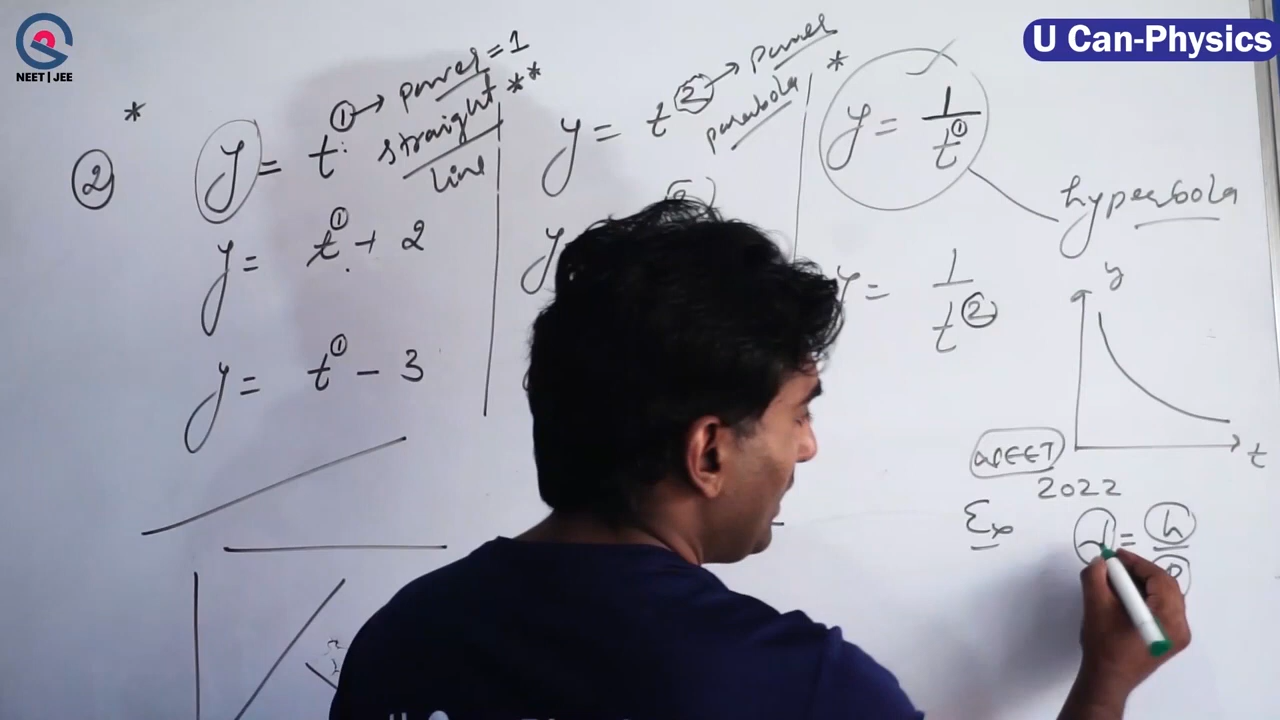 NEET | JEE
U Can-Physics
*
②
y = t① → power = 1
straight **
line
y = t① + 2
y = t① - 3
y = t② → power
parabola
y
*
y = 1/t①
hyperbola
y = 1/t②
y
t
NEET
2022
Ex
λ = h/p